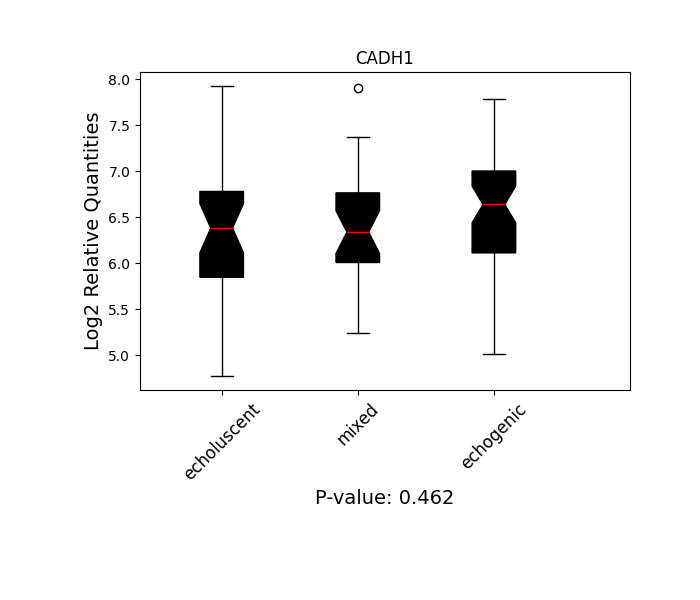 CADH1
Log2 Relative Quantities
8.0
7.5
7.0
6.5
6.0
5.5
5.0
echoluscent
mixed
echogenic
P-value: 0.462